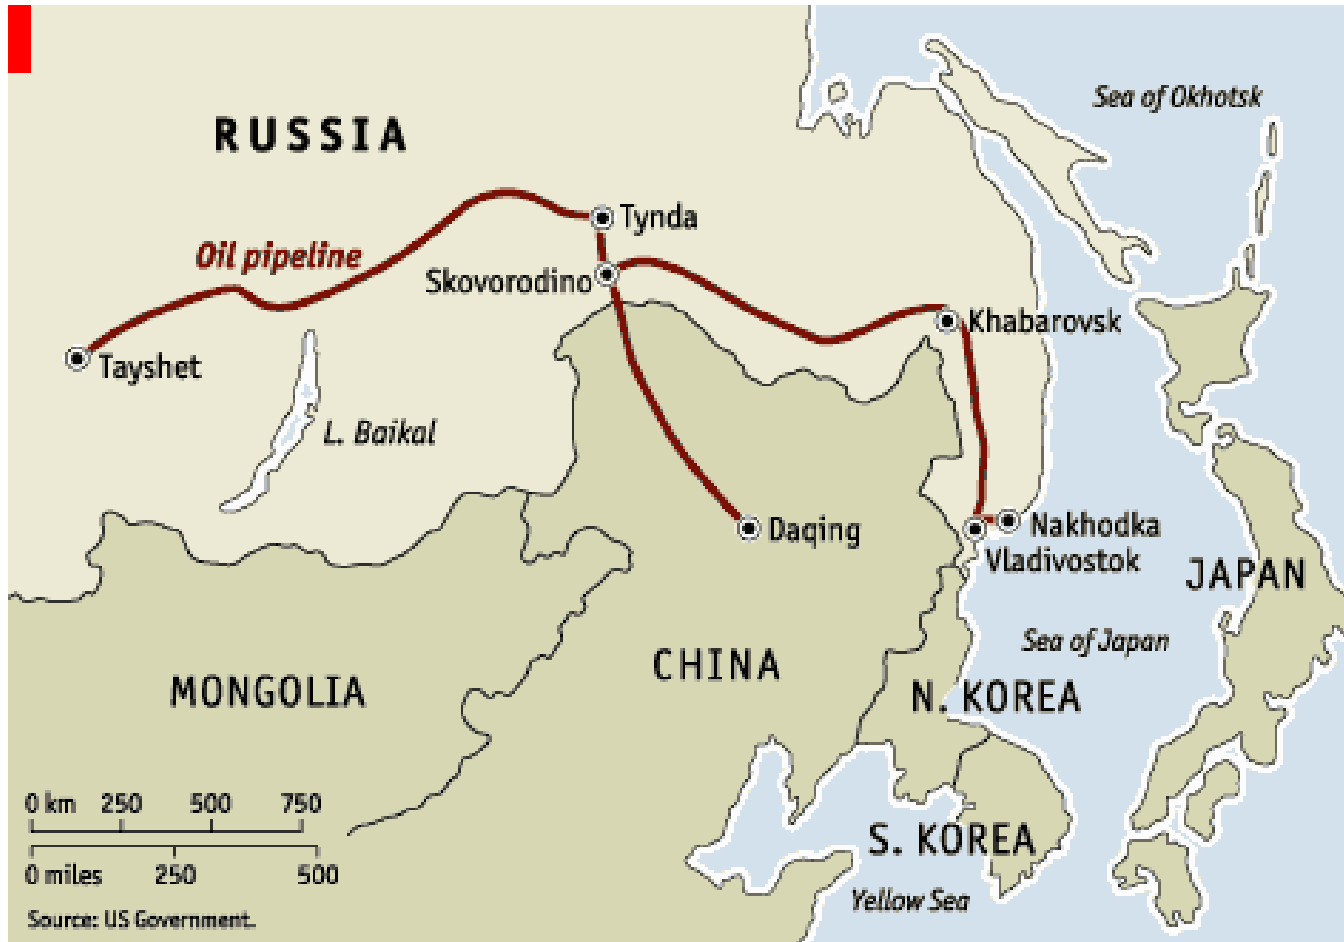 Sea of Okhotsk
RUSSIA
Tynda
Oil pipeline
Skovorodino
Khabarovsk
Tayshet
L. Baikal
Nakhodka
Daqing
Vladivostok
JAPAN
Sea of Japan
CHINA
MONGOLIA
N. KOREA
0 km 250 500 750
S. KOREA
0 miles 250 500
Yellow Sea
Source: US Government.